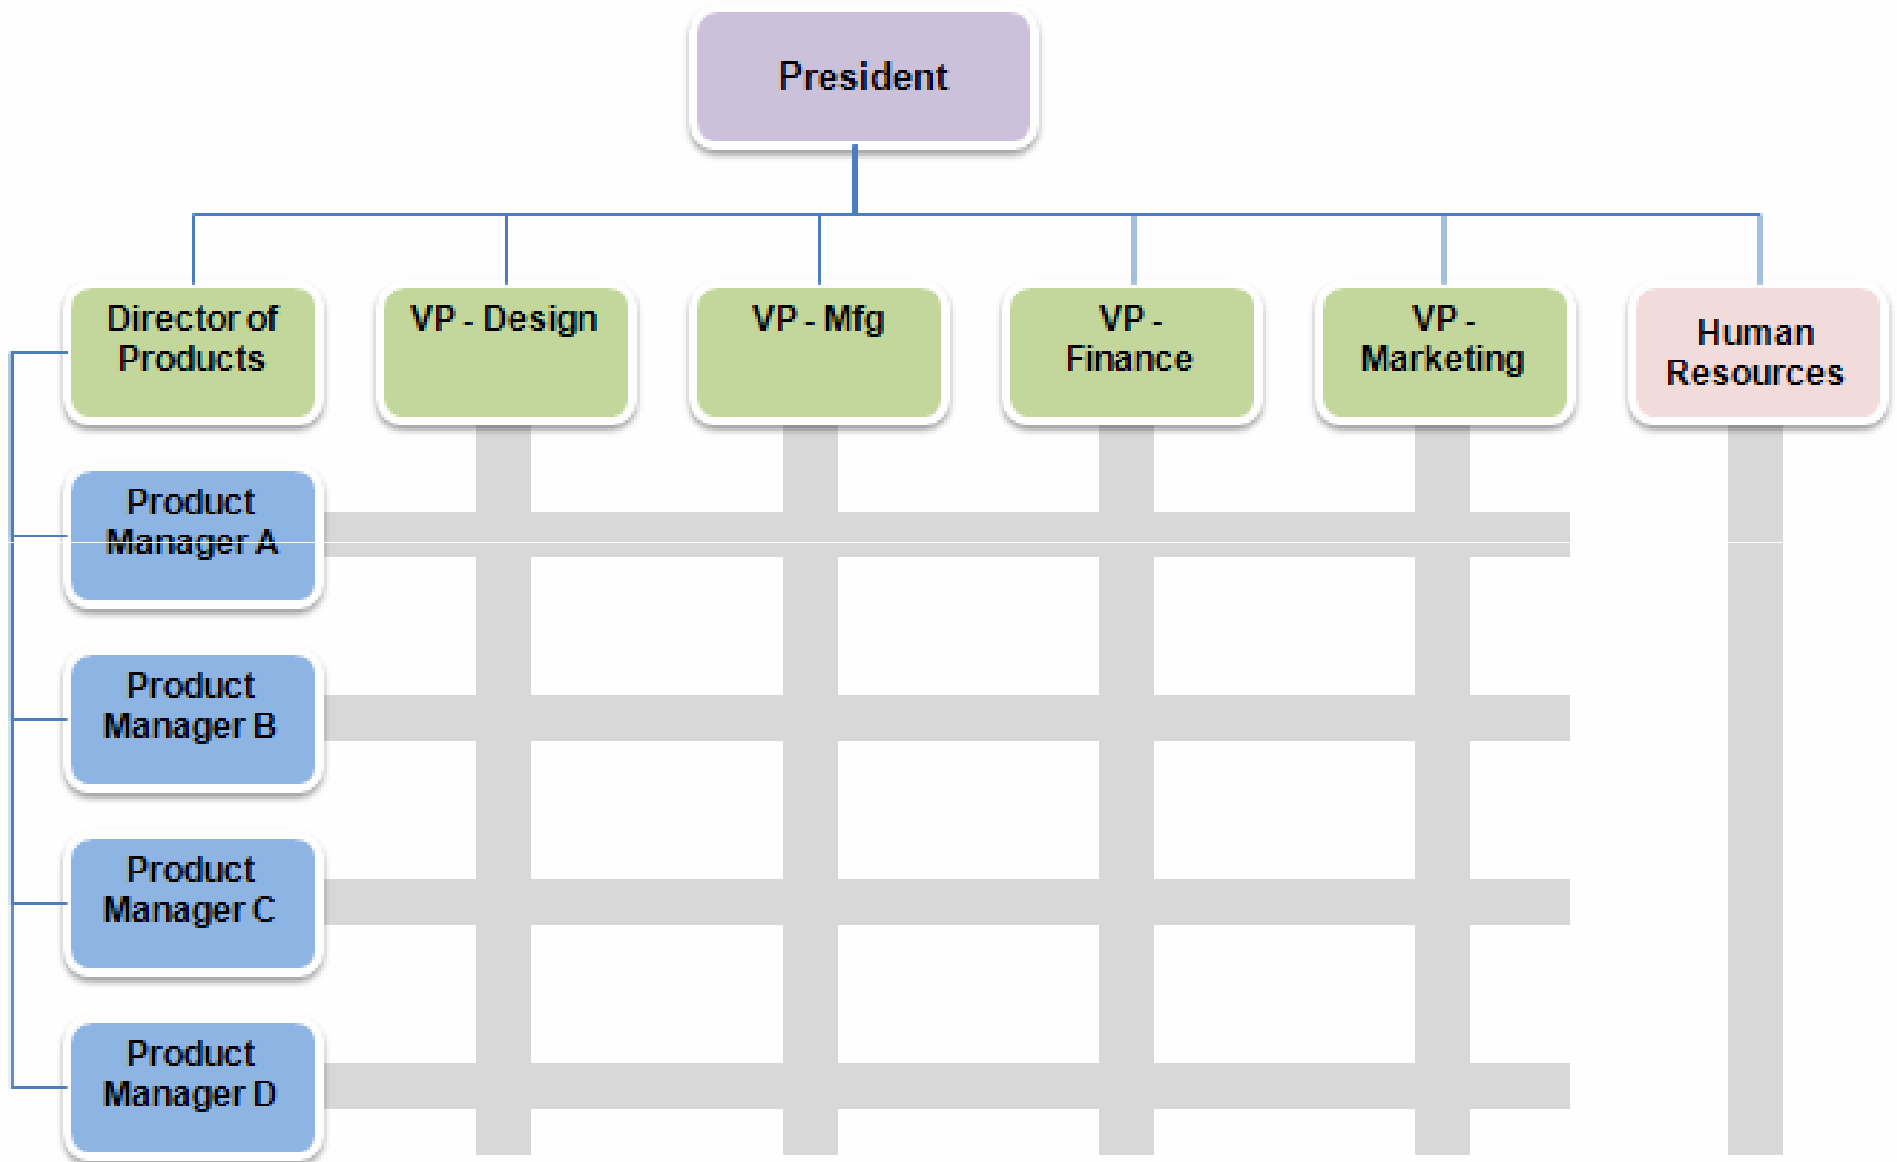 President
Director of
Products
VP - Design
VP - Mfg
VP -
Finance
VP -
Marketing
Human
Resources
Product
Manager A
Product
Manager B
Product
Manager C
Product
Manager D